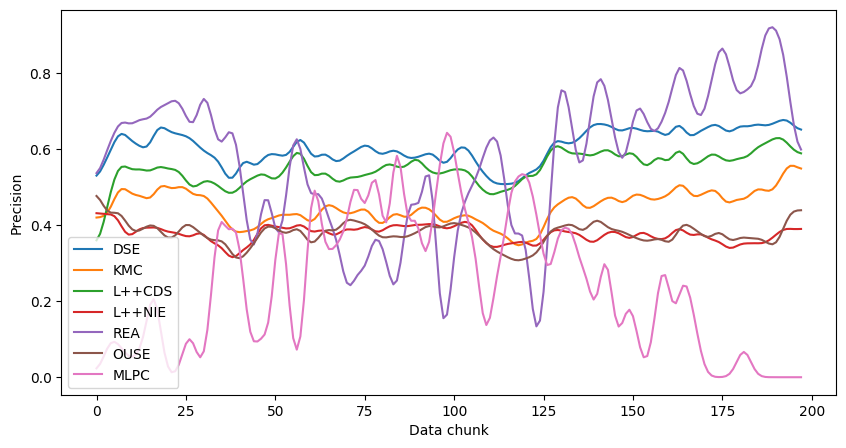 Precision
0.8
0.6
0.4
0.2
0.0
DSE
KMC
L++CDS
L++NIE
REA
OUSE
MLPC
0 25 50 75 100 125 150 175 200
Data chunk